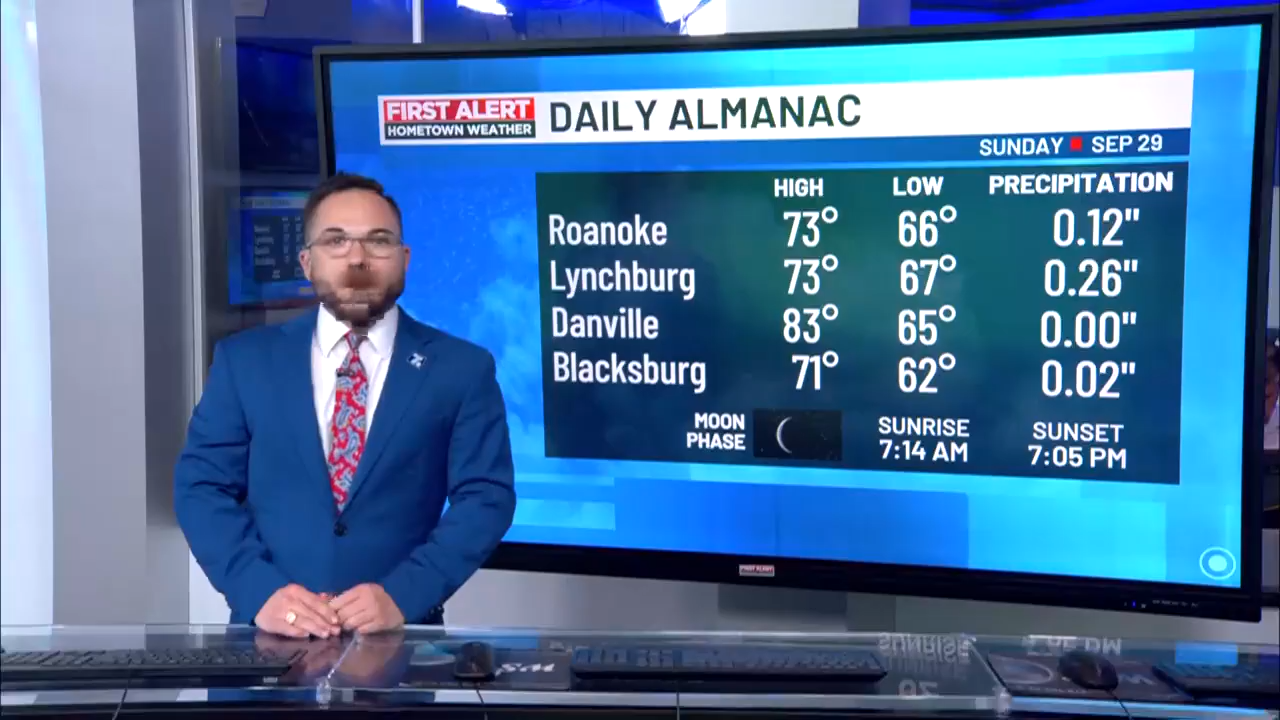 FIRST ALERT
HOMETOWN WEATHER
DAILY ALMANAC
SUNDAY SEP 29
HIGH LOW PRECIPITATION
Roanoke 73° 66° 0.12"
Lynchburg 73° 67° 0.26"
Danville 83° 65° 0.00"
Blacksburg 71° 62° 0.02"
MOON
PHASE
SUNRISE
7:14 AM
SUNSET
7:05 PM
FIRST ALERT